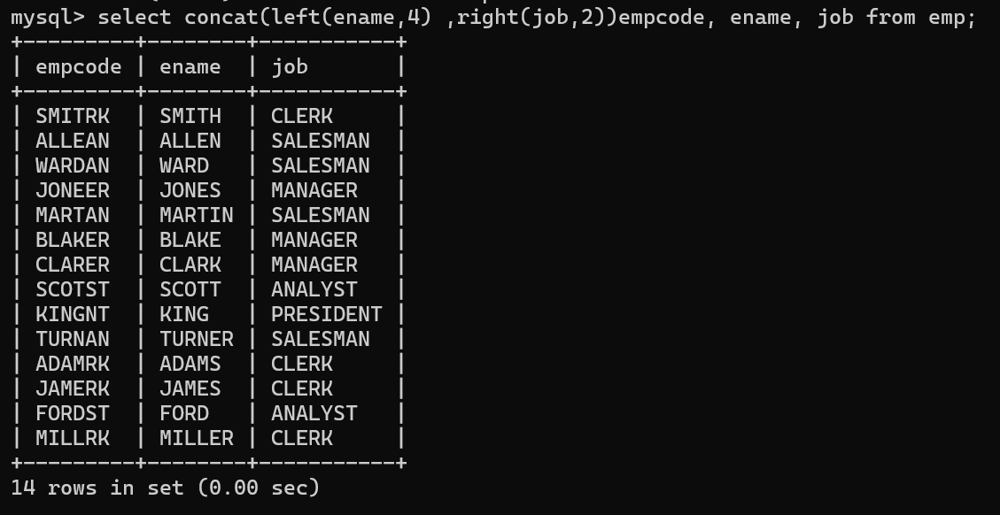 mysql> select concat(left(ename,4) ,right(job,2))empcode, ename, job from emp;
+---------+--------+-----------+
| empcode | ename  | job       |
+---------+--------+-----------+
| SMITRK  | SMITH  | CLERK     |
| ALLEAN  | ALLEN  | SALESMAN  |
| WARDAN  | WARD   | SALESMAN  |
| JONEER  | JONES  | MANAGER   |
| MARTAN  | MARTIN | SALESMAN  |
| BLAKER  | BLAKE  | MANAGER   |
| CLARER  | CLARK  | MANAGER   |
| SCOTST  | SCOTT  | ANALYST   |
| KINGNT  | KING   | PRESIDENT |
| TURNAN  | TURNER | SALESMAN  |
| ADAMRK  | ADAMS  | CLERK     |
| JAMERK  | JAMES  | CLERK     |
| FORDST  | FORD   | ANALYST   |
| MILLRK  | MILLER | CLERK     |
+---------+--------+-----------+
14 rows in set (0.00 sec)